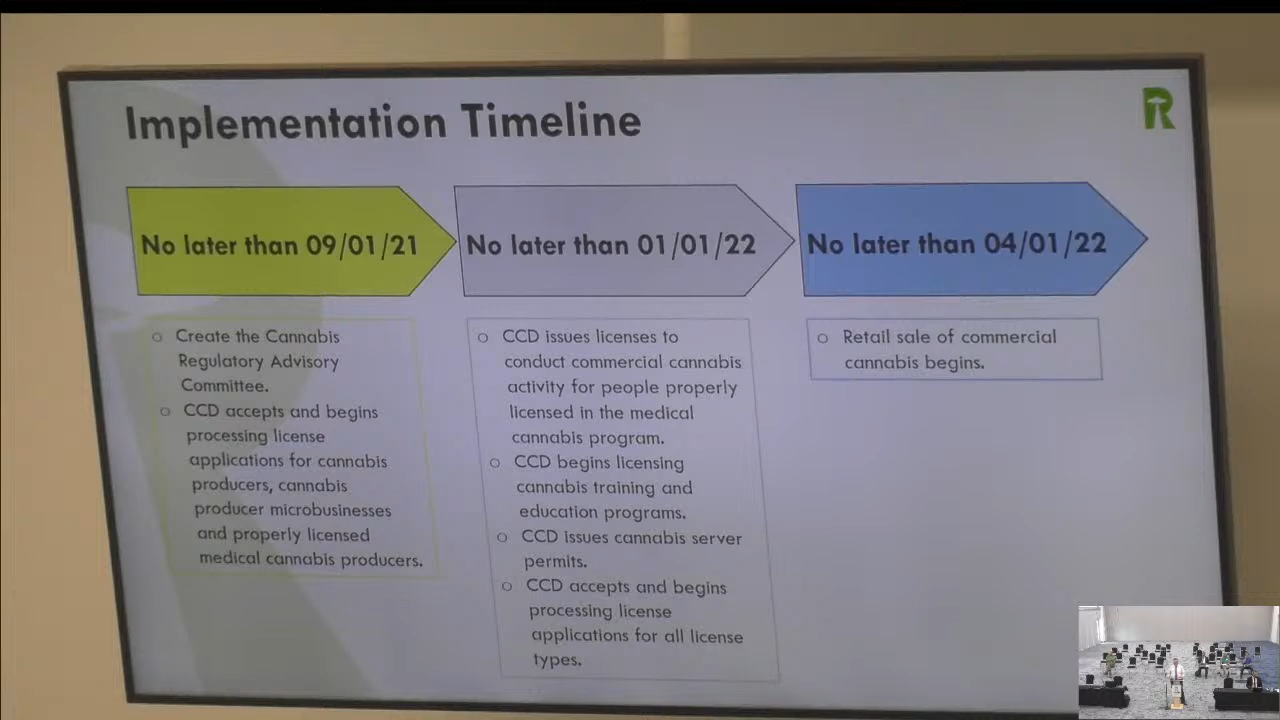 Implementation Timeline
R
No later than 09/01/21
No later than 01/01/22
No later than 04/01/22
○ Create the Cannabis
Regulatory Advisory
Committee.
○ CCD accepts and begins
processing license
applications for cannabis
producers, cannabis
producer microbusinesses
and properly licensed
medical cannabis producers.
○ CCD issues licenses to
conduct commercial cannabis
activity for people properly
licensed in the medical
cannabis program.
○ CCD begins licensing
cannabis training and
education programs.
○ CCD issues cannabis server
permits.
○ CCD accepts and begins
processing license
applications for all license
types.
○ Retail sale of commercial
cannabis begins.